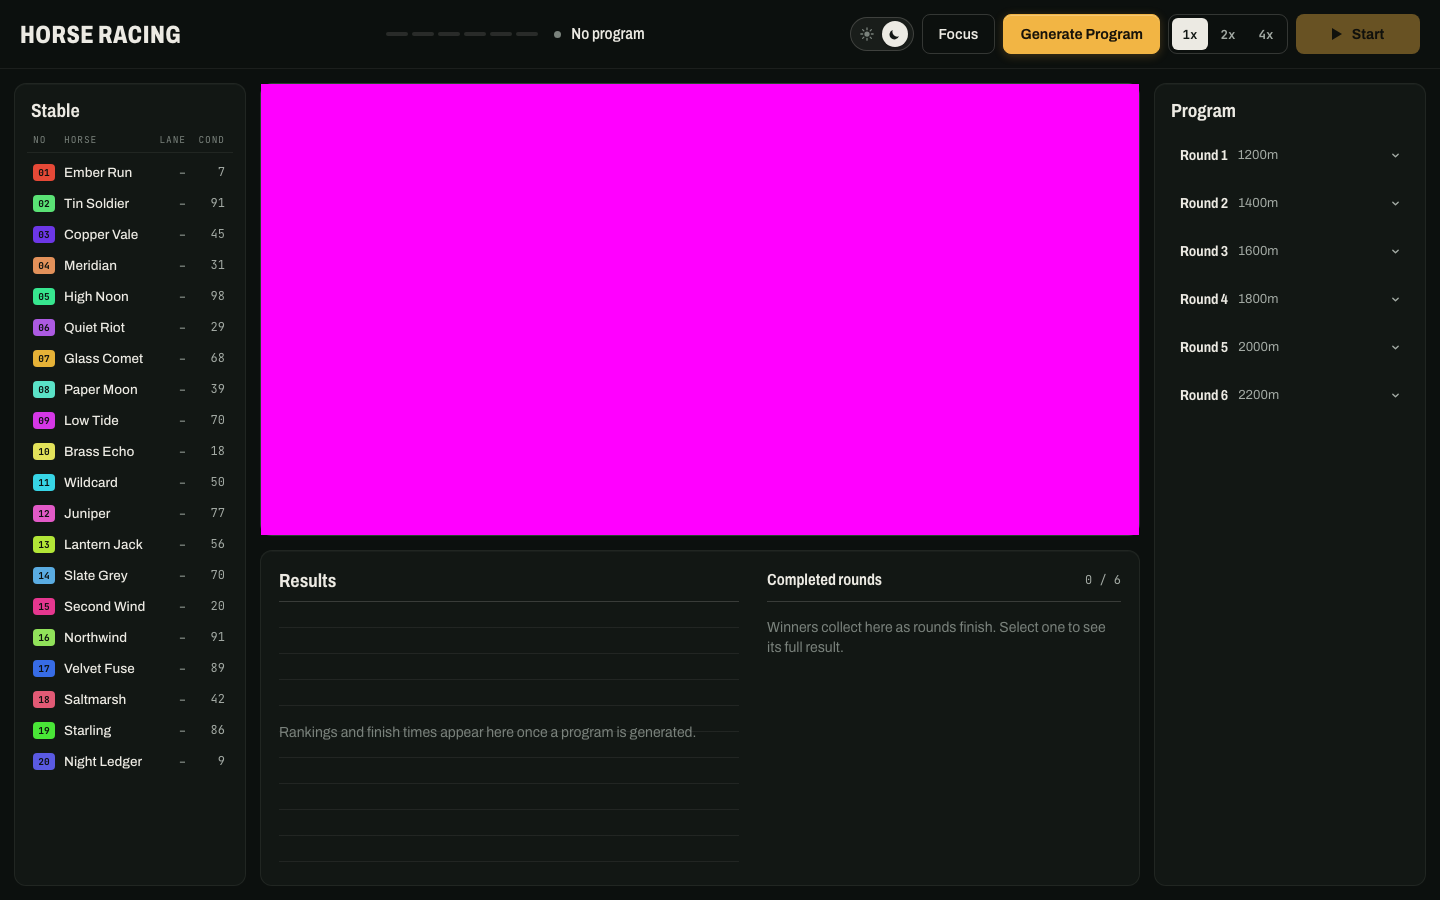 HORSE RACING
No program
Focus
Generate Program
1x 2x 4x
Start
Stable
NO HORSE LANE COND
01 Ember Run – 7
02 Tin Soldier – 91
03 Copper Vale – 45
04 Meridian – 31
05 High Noon – 98
06 Quiet Riot – 29
07 Glass Comet – 68
08 Paper Moon – 39
09 Low Tide – 70
10 Brass Echo – 18
11 Wildcard – 50
12 Juniper – 77
13 Lantern Jack – 56
14 Slate Grey – 70
15 Second Wind – 20
16 Northwind – 91
17 Velvet Fuse – 89
18 Saltmarsh – 42
19 Starling – 86
20 Night Ledger – 9
Results
Rankings and finish times appear here once a program is generated.
Completed rounds 0 / 6
Winners collect here as rounds finish. Select one to see
its full result.
Program
Round 1 1200m
Round 2 1400m
Round 3 1600m
Round 4 1800m
Round 5 2000m
Round 6 2200m